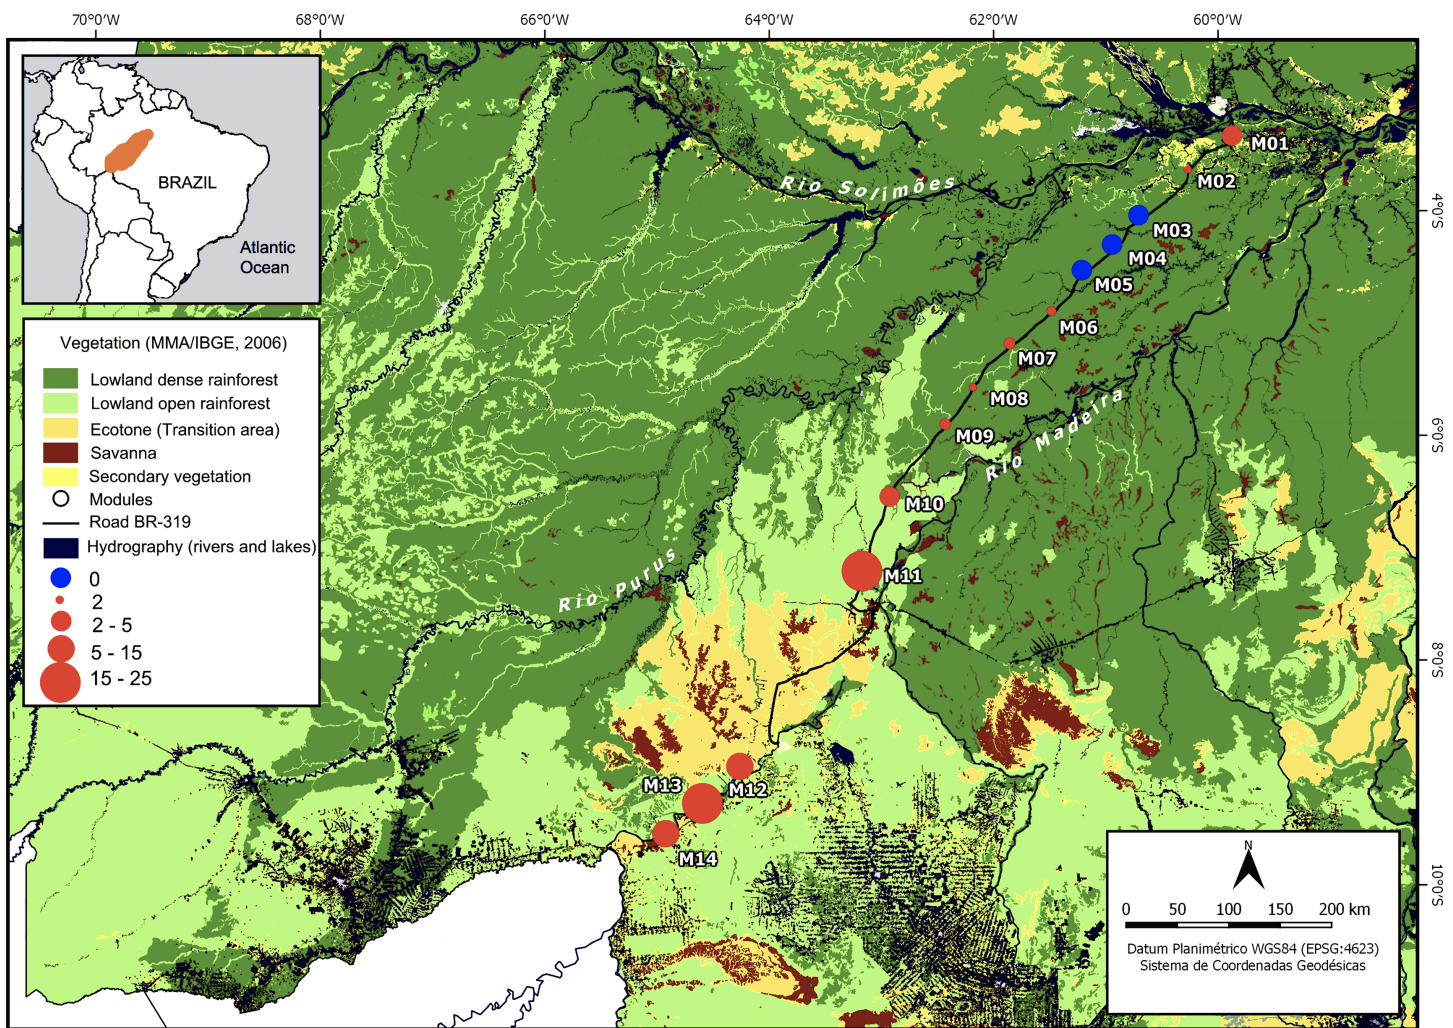 70°0'W 68°0'W 66°0'W 64°0'W 62°0'W 60°0'W
BRAZIL
Atlantic
Ocean
Vegetation (MMA/IBGE, 2006)
Lowland dense rainforest
Lowland open rainforest
Ecotone (Transition area)
Savanna
Secondary vegetation
Modules
Road BR-319
Hydrography (rivers and lakes)
0
2
2 - 5
5 - 15
15 - 25
Rio Solimões
Rio Madeira
Rio Purus
M01
M02
M03
M04
M05
M06
M07
M08
M09
M10
M11
M12
M13
M14
4°0'S
6°0'S
8°0'S
10°0'S
N
0 50 100 150 200 km
Datum Planimétrico WGS84 (EPSG:4623)
Sistema de Coordenadas Geodésicas